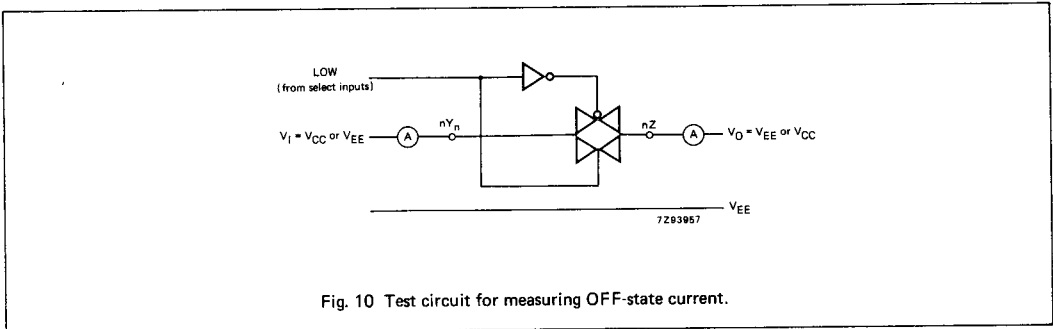 LOW
(from select inputs)
V_I = V_CC or V_EE
A
nY_n
nZ
A
V_O = V_EE or V_CC
V_EE
7Z93957
Fig. 10 Test circuit for measuring OFF-state current.